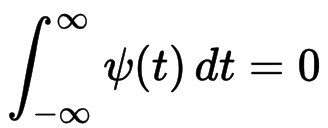 ∫_{-∞}^{∞} ψ(t) dt = 0